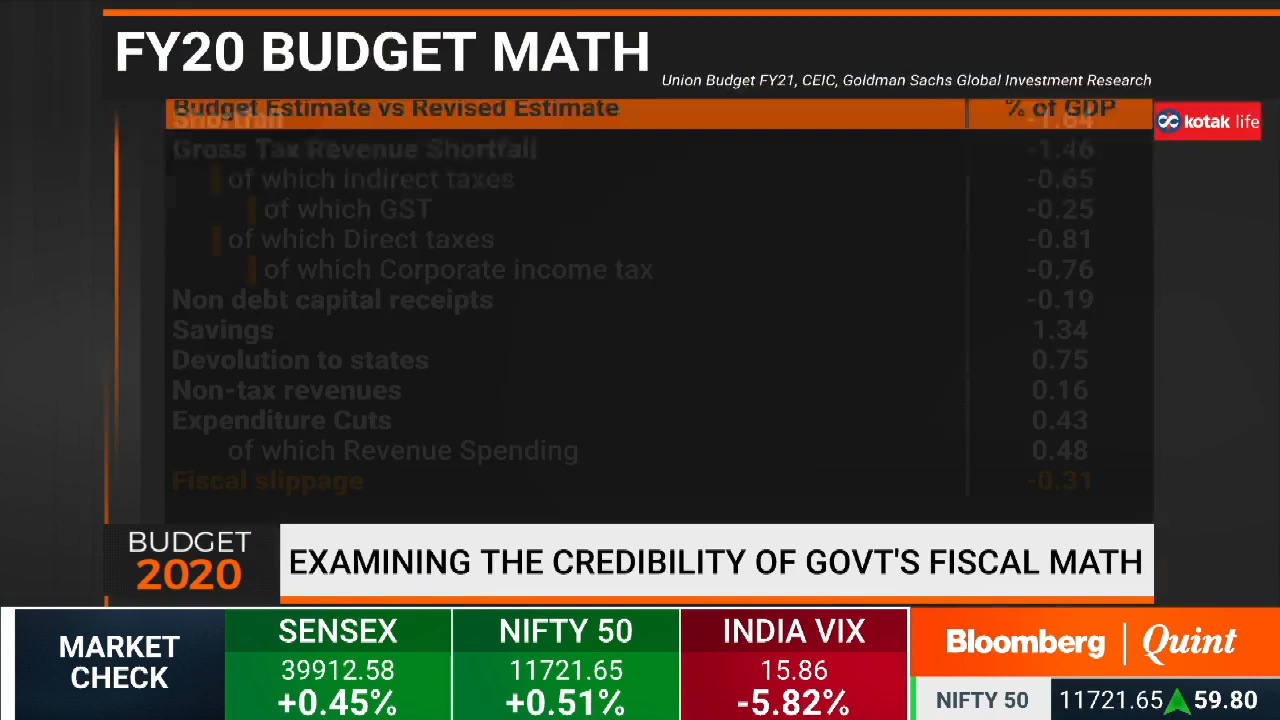 FY20 BUDGET MATH
Union Budget FY21, CEIC, Goldman Sachs Global Investment Research
Budget Estimate vs Revised Estimate % of GDP
Shortfall -1.64
Gross Tax Revenue Shortfall -1.46
of which indirect taxes -0.65
of which GST -0.25
of which Direct taxes -0.81
of which Corporate income tax -0.76
Non debt capital receipts -0.19
Savings 1.34
Devolution to states 0.75
Non-tax revenues 0.16
Expenditure Cuts 0.43
of which Revenue Spending 0.48
Fiscal slippage -0.31
kotak life
BUDGET
2020
EXAMINING THE CREDIBILITY OF GOVT'S FISCAL MATH
MARKET
CHECK
SENSEX
39912.58
+0.45%
NIFTY 50
11721.65
+0.51%
INDIA VIX
15.86
-5.82%
Bloomberg | Quint
NIFTY 50 11721.65 59.80